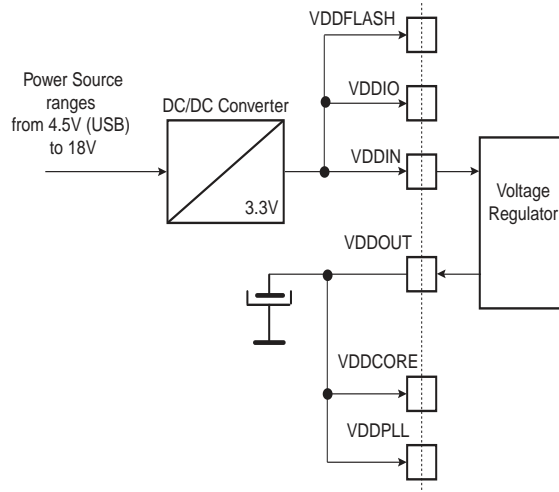 VDDFLASH
Power Source
ranges
from 4.5V (USB)
to 18V
DC/DC Converter
VDDIO
VDDIN
3.3V
Voltage
Regulator
VDDOUT
VDDCORE
VDDPLL